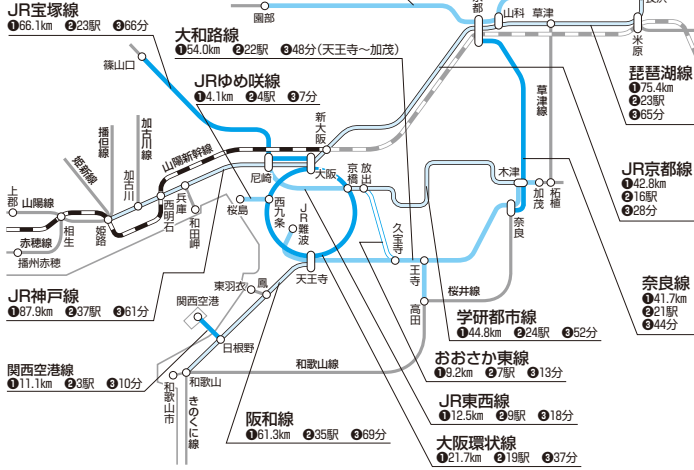 JR宝塚線
❶66.1km ❷23駅 ❸66分
園部
大和路線
❶54.0km ❷22駅 ❸48分(天王寺～加茂)
JRゆめ咲線
❶4.1km ❷4駅 ❸7分
篠山口
都
山科
草津
米原
琵琶湖線
❶75.4km
❷23駅
❸65分
草津線
JR京都線
❶42.8km
❷16駅
❸28分
新大阪
山陽新幹線
加古川線
播但線
姫新線
加古川
上郡
山陽線
赤穂線
相生
播州赤穂
姫路
西明石
兵庫
和田岬
尼崎
大阪
京橋
放出
木津
加茂
柘植
奈良
桜島
西九条
JR難波
天王寺
久宝寺
王寺
高田
桜井線
奈良線
❶41.7km
❷21駅
❸44分
JR神戸線
❶87.9km ❷37駅 ❸61分
東羽衣
鳳
関西空港
日根野
和歌山線
和歌山
和歌山市
きのくに線
関西空港線
❶11.1km ❷3駅 ❸10分
学研都市線
❶44.8km ❷24駅 ❸52分
おおさか東線
❶9.2km ❷7駅 ❸13分
JR東西線
❶12.5km ❷9駅 ❸18分
阪和線
❶61.3km ❷35駅 ❸69分
大阪環状線
❶21.7km ❷19駅 ❸37分